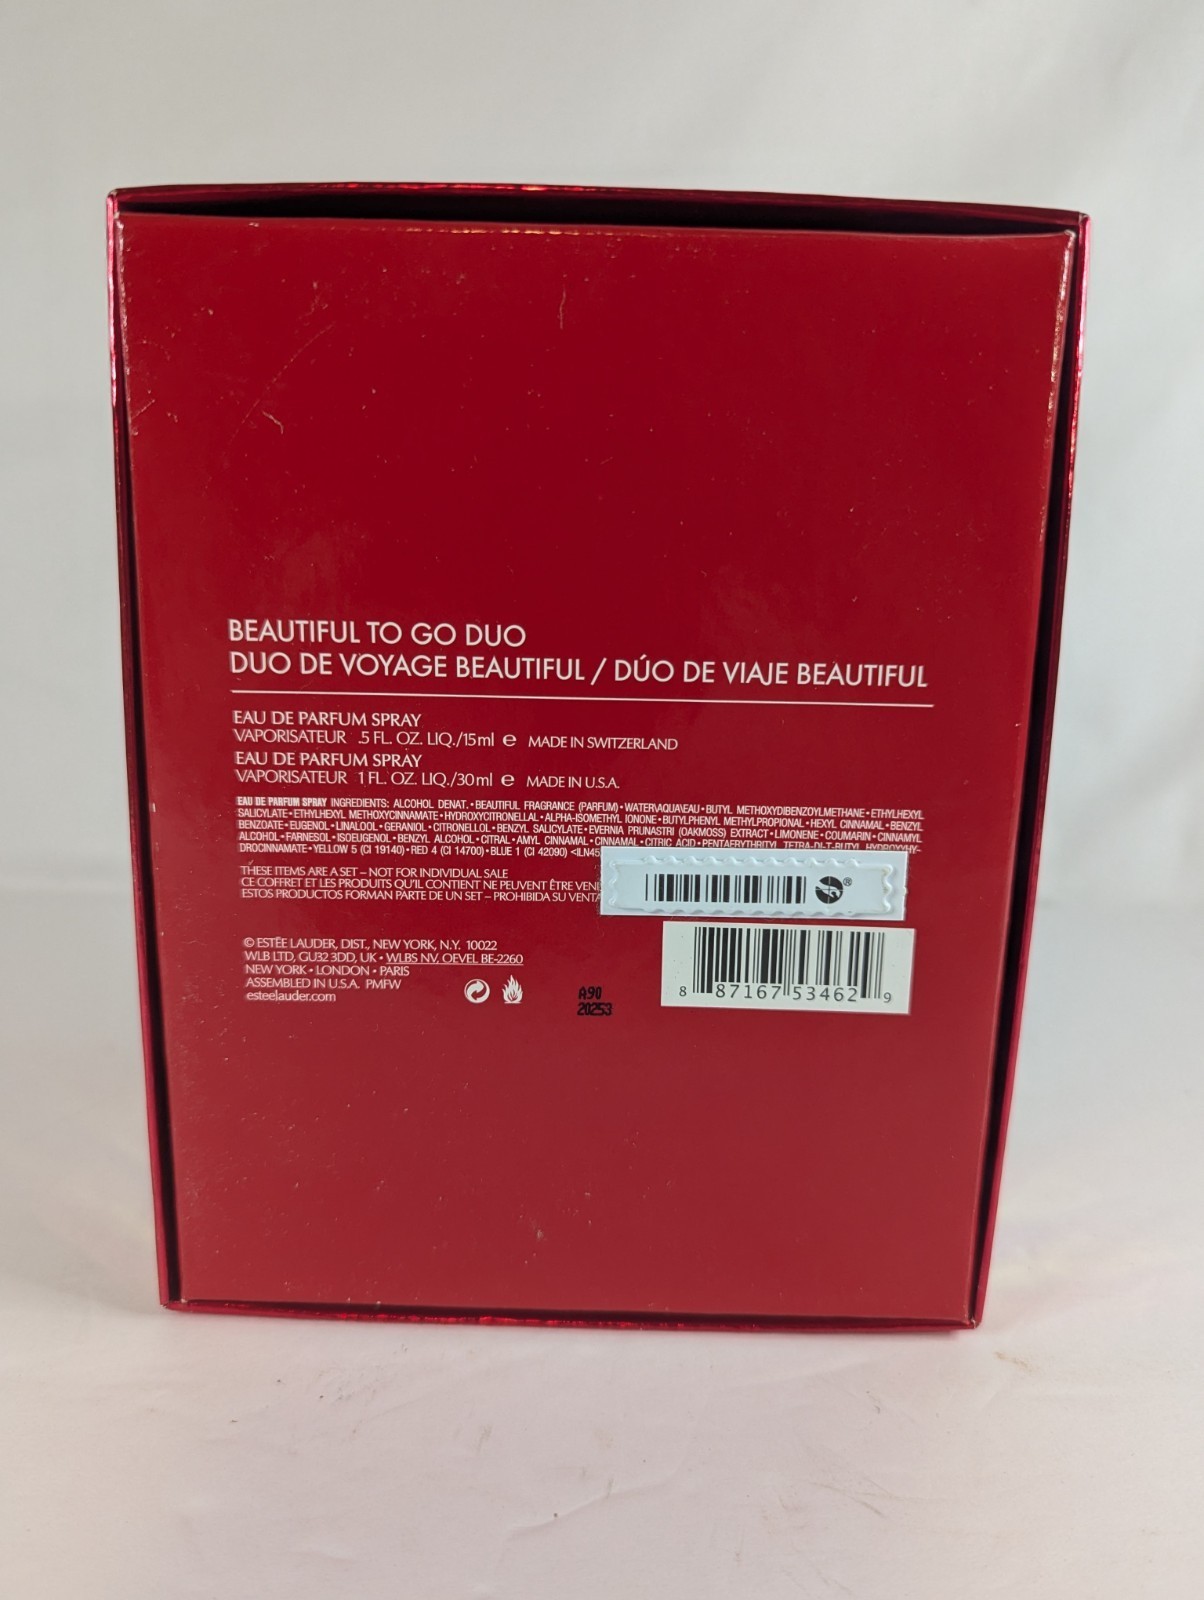 BEAUTIFUL TO GO DUO
DUO DE VOYAGE BEAUTIFUL / DÚO DE VIAJE BEAUTIFUL
EAU DE PARFUM SPRAY
VAPORISATEUR .5 FL. OZ. LIQ./15ml e MADE IN SWITZERLAND
EAU DE PARFUM SPRAY
VAPORISATEUR 1 FL. OZ. LIQ./30ml e MADE IN U.S.A.
EAU DE PARFUM SPRAY INGREDIENTS: ALCOHOL DENAT. • BEAUTIFUL FRAGRANCE (PARFUM) • WATER\AQUA\EAU • BUTYL METHOXYDIBENZOYLMETHANE • ETHYLHEXYL
SALICYLATE • ETHYLHEXYL METHOXYCINNAMATE • HYDROXYCITRONELLAL • ALPHA-ISOMETHYL IONONE • BUTYLPHENYL METHYLPROPIONAL • HEXYL CINNAMAL • BENZYL
BENZOATE • EUGENOL • LINALOOL • GERANIOL • CITRONELLOL • BENZYL SALICYLATE • EVERNIA PRUNASTRI (OAKMOSS) EXTRACT • LIMONENE • COUMARIN • CINNAMYL
ALCOHOL • FARNESOL • ISOEUGENOL • BENZYL ALCOHOL • CITRAL • AMYL CINNAMAL • CINNAMAL • CITRIC ACID • PENTAERYTHRITYL TETRA-DI-T-BUTYL HYDROXYHY-
DROCINNAMATE • YELLOW 5 (CI 19140) • RED 4 (CI 14700) • BLUE 1 (CI 42090) <ILN45
THESE ITEMS ARE A SET – NOT FOR INDIVIDUAL SALE
CE COFFRET ET LES PRODUITS QU'IL CONTIENT NE PEUVENT ÊTRE VEN
ESTOS PRODUCTOS FORMAN PARTE DE UN SET – PROHIBIDA SU VENTA
© ESTÉE LAUDER, DIST., NEW YORK, N.Y. 10022
WLB LTD, GU32 3DD, UK • WLBS NV, OEVEL BE-2260
NEW YORK • LONDON • PARIS
ASSEMBLED IN U.S.A. PMFW
esteelauder.com
A90
20253
®
8 87167 53462 9